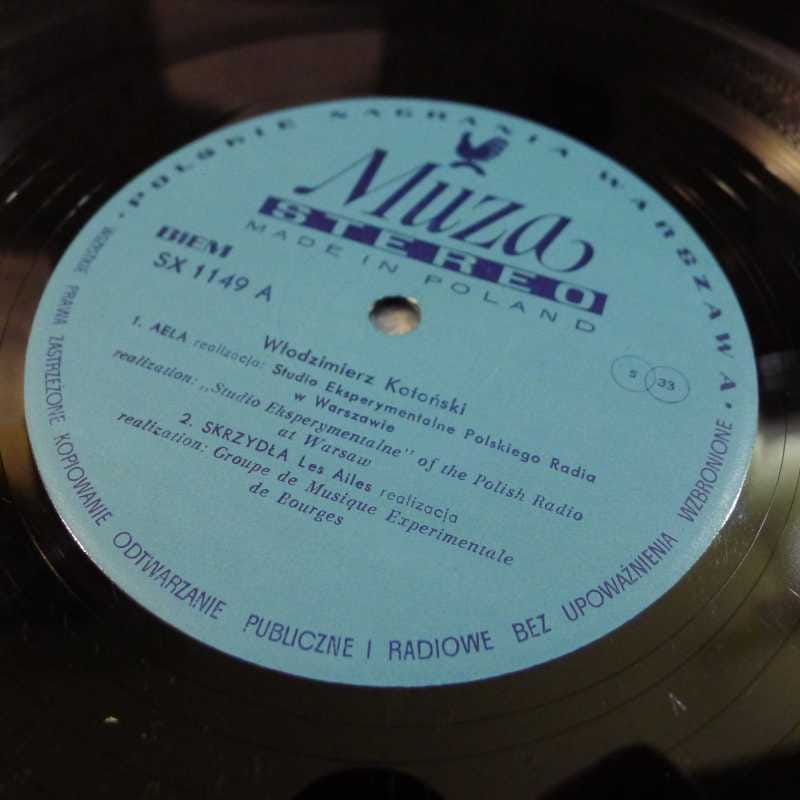 • POLSKIE NAGRANIA WARSZAWA •
Muza
STEREO
MADE IN POLAND
BIEM
SX 1149 A
S 33
Włodzimierz Kotoński
1. AELA realizacja: Studio Eksperymentalne Polskiego Radia
w Warszawie
realization: „Studio Eksperymentalne” of the Polish Radio
at Warsaw
2. SKRZYDŁA Les Ailes realizacja
realization: Groupe de Musique Experimentale
de Bourges
WSZYSTKIE PRAWA ZASTRZEŻONE KOPIOWANIE ODTWARZANIE PUBLICZNE I RADIOWE BEZ UPOWAŻNIENIA WZBRONIONE